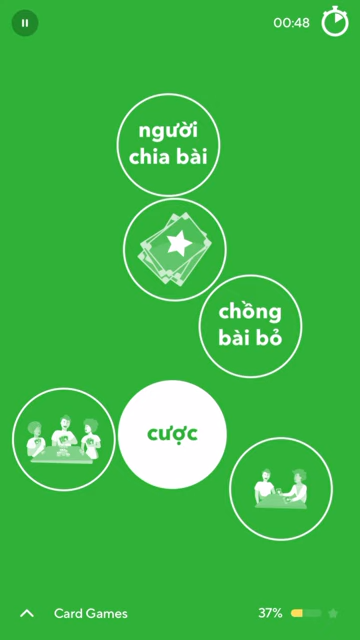 00:48
người
chia bài
chồng
bài bỏ
cược
Card Games
37%